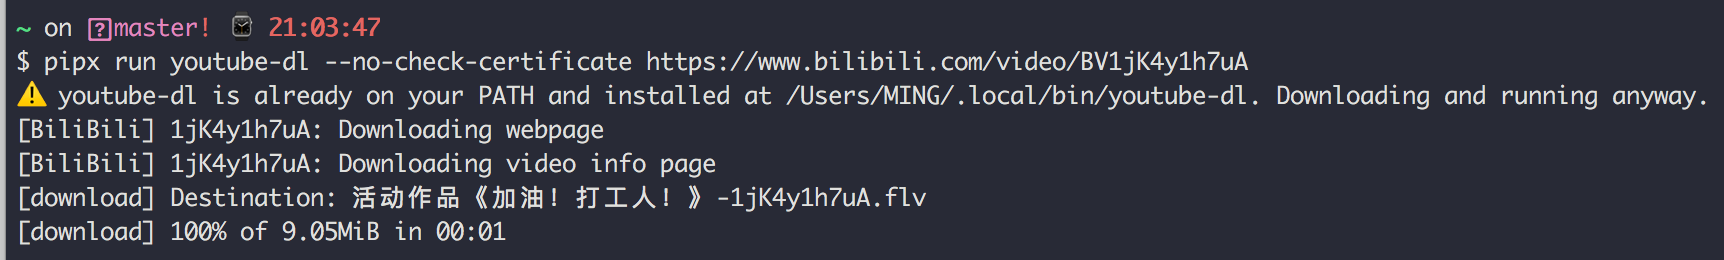 ~ on master! ⌚ 21:03:47
$ pipx run youtube-dl --no-check-certificate https://www.bilibili.com/video/BV1jK4y1h7uA
⚠️ youtube-dl is already on your PATH and installed at /Users/MING/.local/bin/youtube-dl. Downloading and running anyway.
[BiliBili] 1jK4y1h7uA: Downloading webpage
[BiliBili] 1jK4y1h7uA: Downloading video info page
[download] Destination: 活动作品《加油！打工人！》-1jK4y1h7uA.flv
[download] 100% of 9.05MiB in 00:01